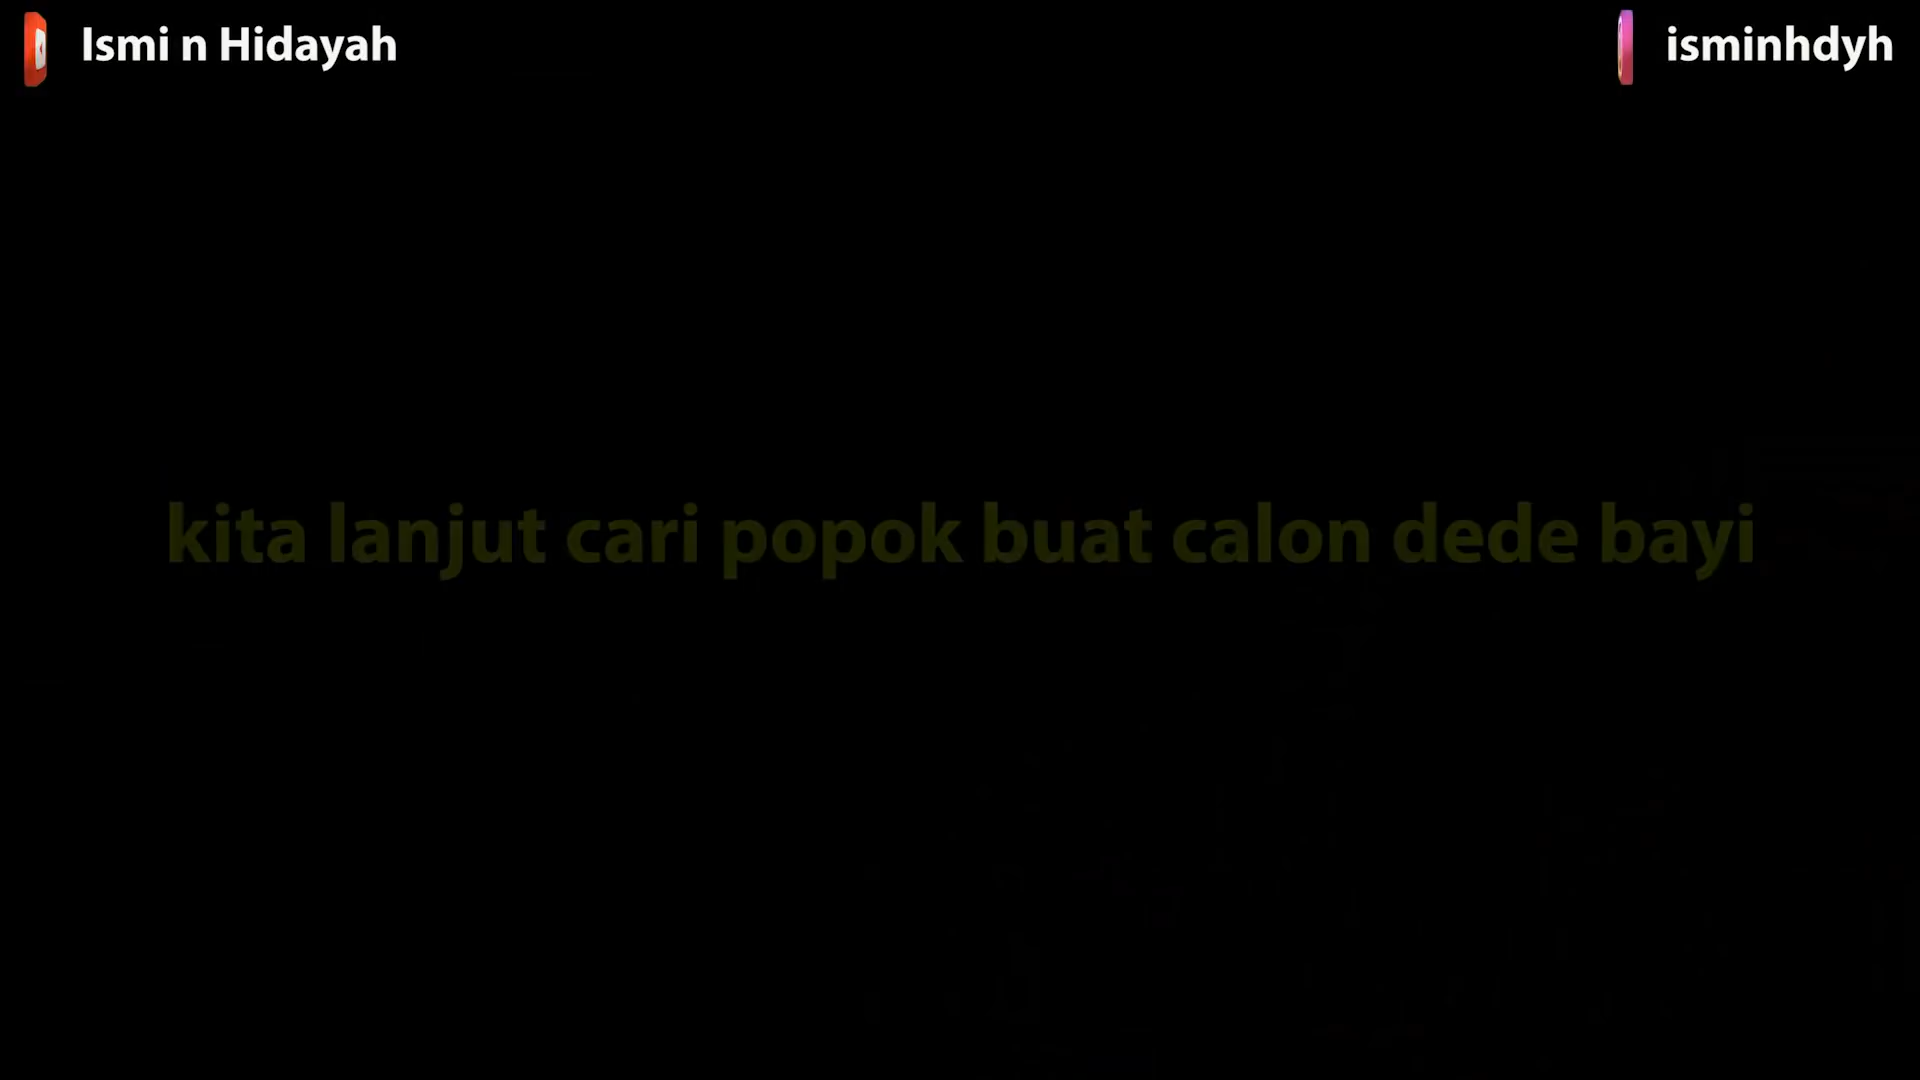 Ismi n Hidayah
isminhdyh
kita lanjut cari popok buat calon dede bayi